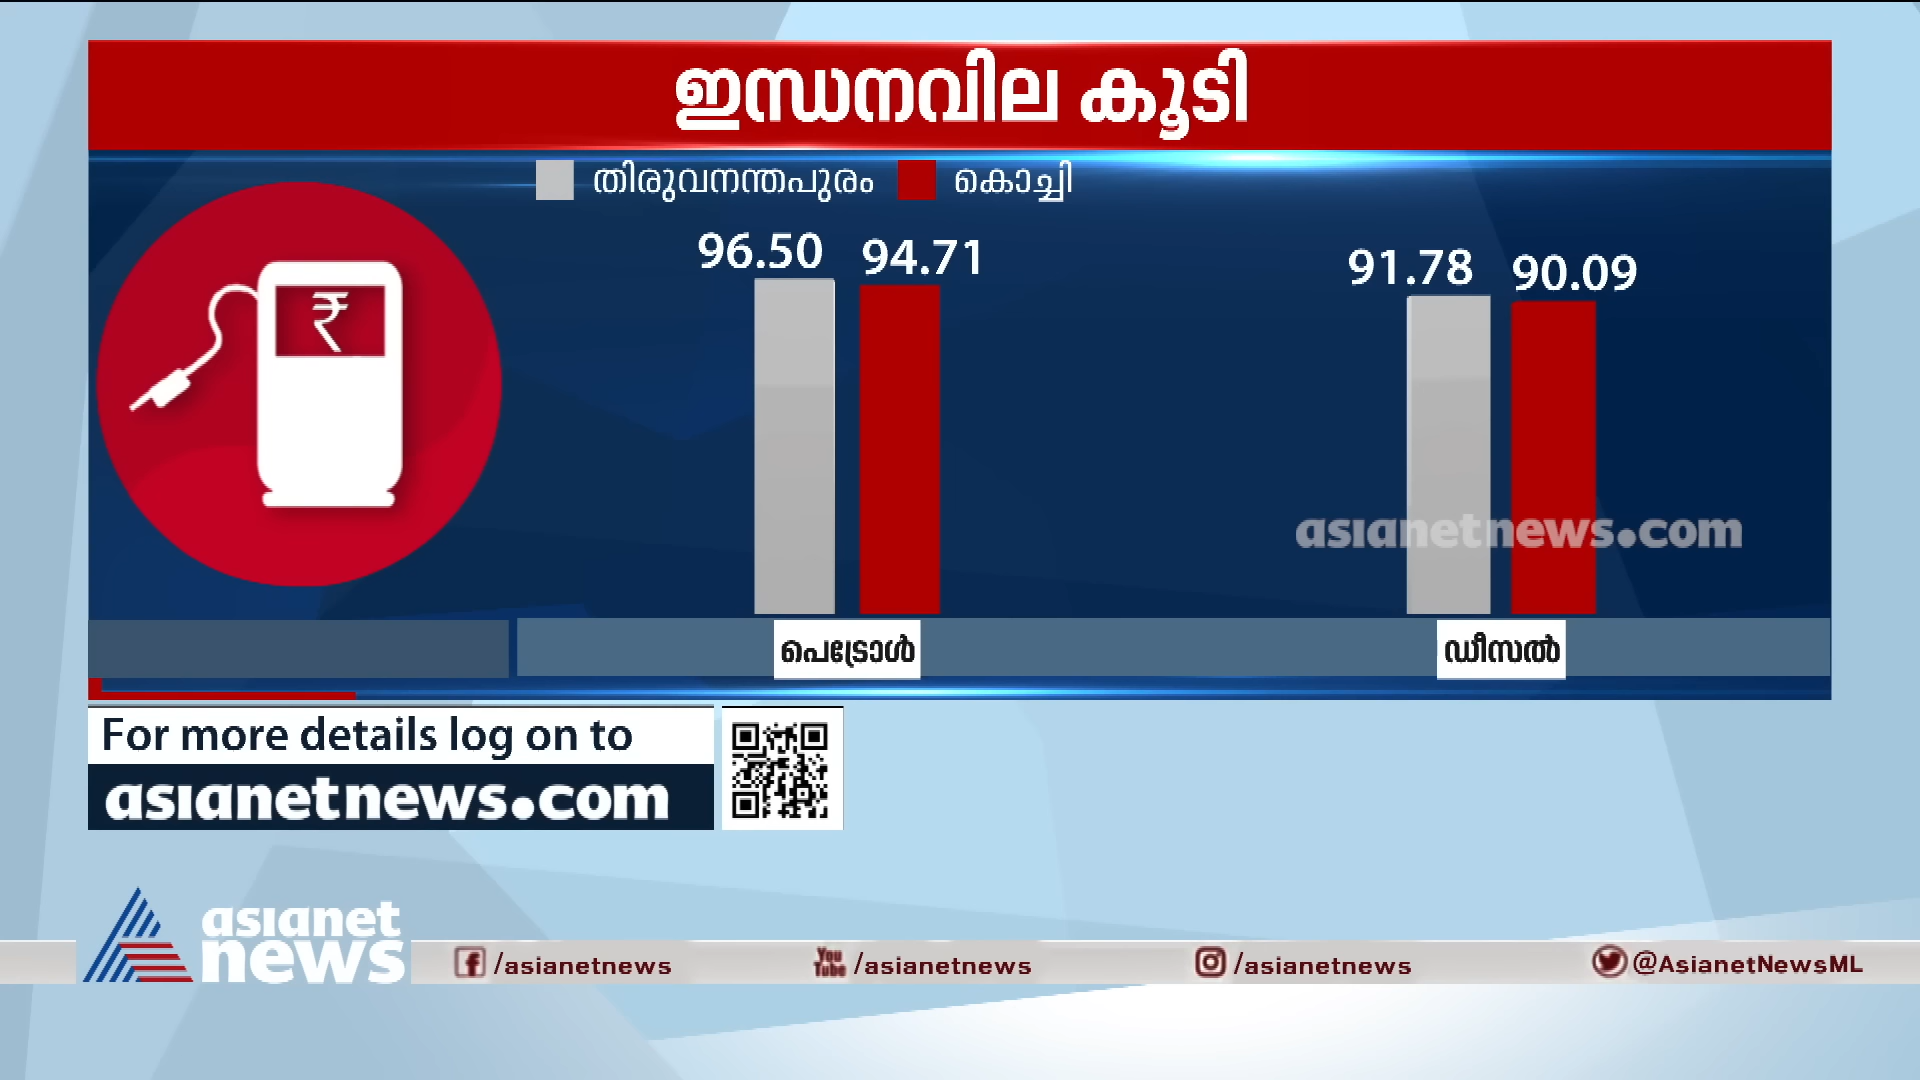 ഇന്ധനവില കൂടി
തിരുവനന്തപുരം കൊച്ചി
96.50 94.71 91.78 90.09
₹
asianetnews.com
പെട്രോൾ ഡീസൽ
For more details log on to
asianetnews.com
asianet
news
/asianetnews You Tube /asianetnews /asianetnews @AsianetNewsML